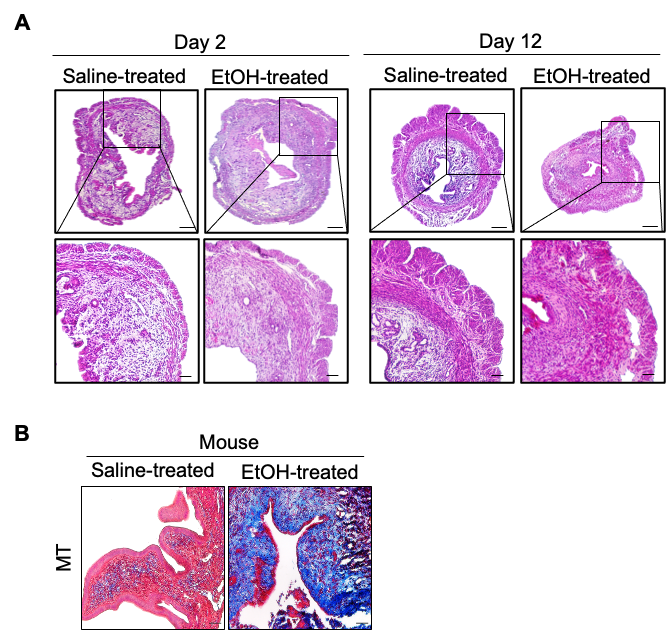 A
Day 2
Day 12
Saline-treated
EtOH-treated
Saline-treated
EtOH-treated
B
Mouse
Saline-treated
EtOH-treated
MT